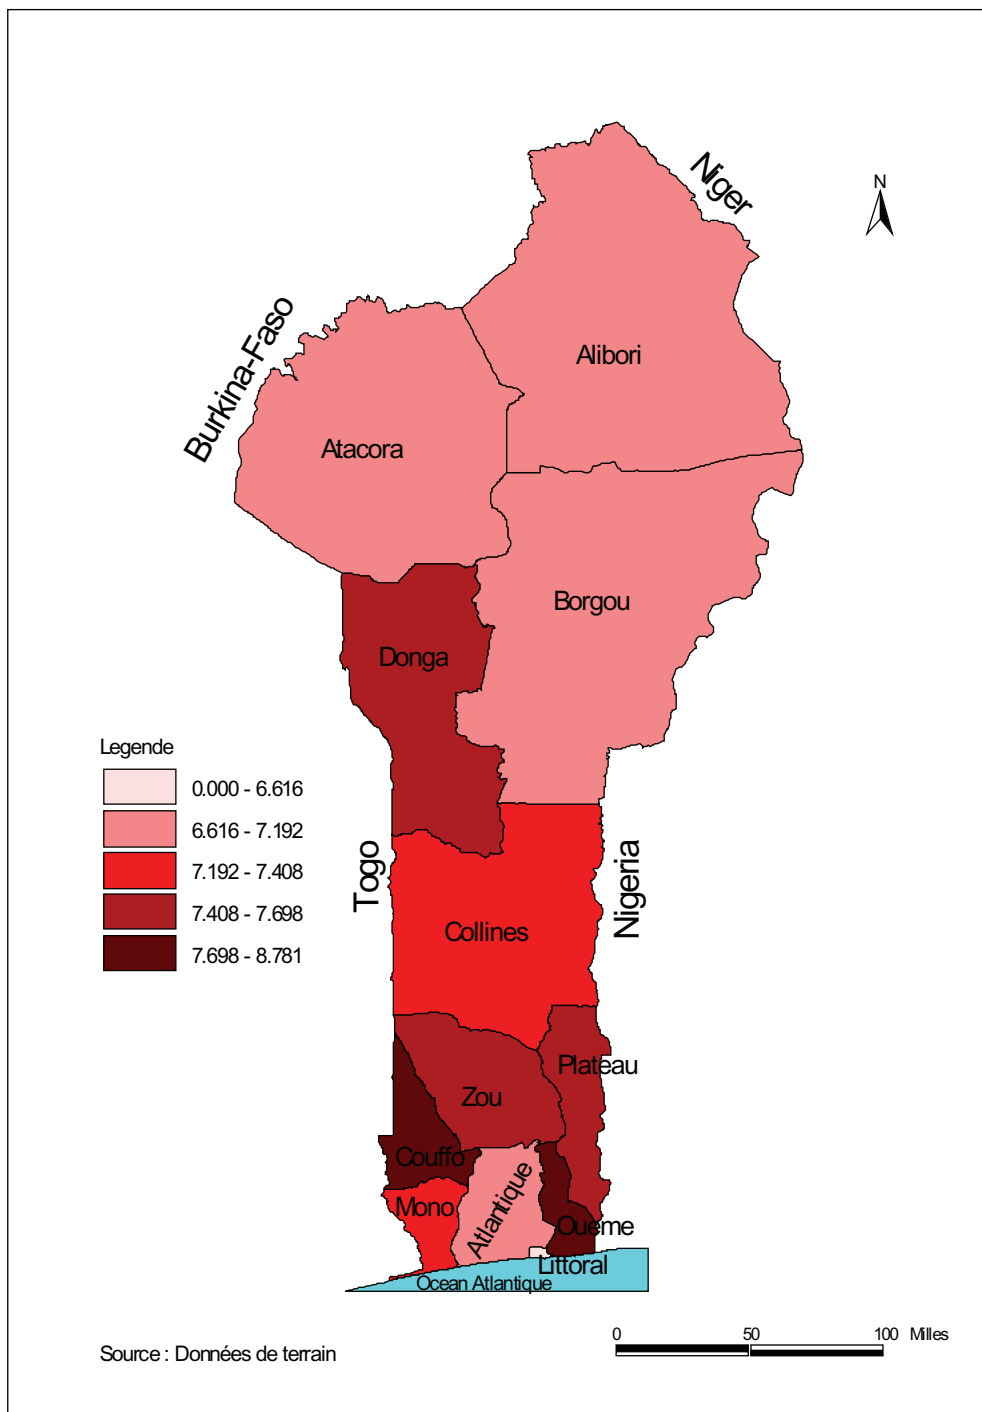 Niger
N
Burkina-Faso
Alibori
Atacora
Borgou
Donga
Legende
0.000 - 6.616
6.616 - 7.192
7.192 - 7.408
7.408 - 7.698
7.698 - 8.781
Togo
Nigeria
Collines
Plateau
Zou
Couffo
Atlantique
Mono
Oueme
Littoral
Ocean Atlantique
0 50 100 Milles
Source : Données de terrain